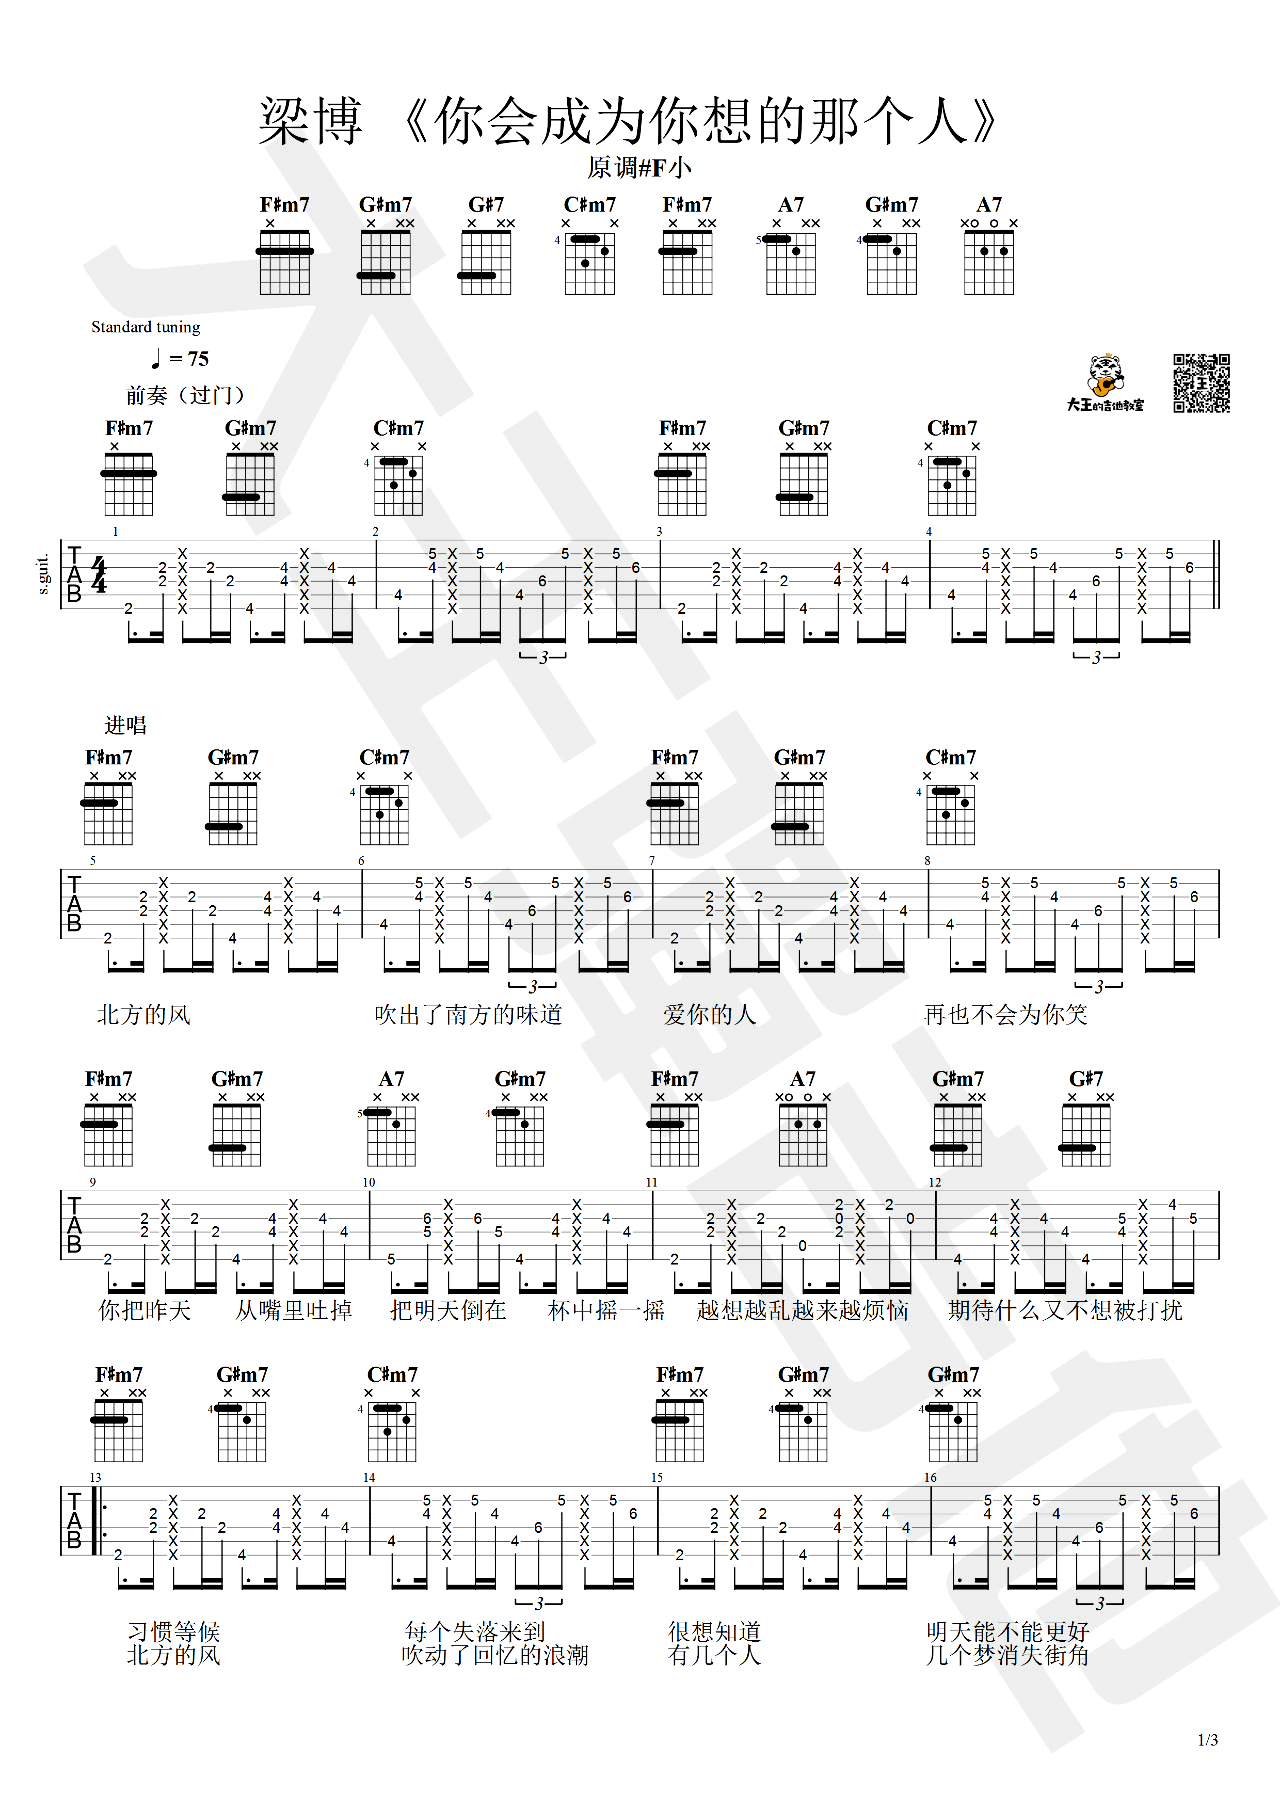 梁博 《你会成为你想的那个人》
原调#F小
F#m7 G#m7 G#7 C#m7 F#m7 A7 G#m7 A7
Standard tuning
♩ = 75
前奏（过门）
大王的吉他教室
F#m7 G#m7 C#m7 F#m7 G#m7 C#m7
s.guit.
进唱
F#m7 G#m7 C#m7 F#m7 G#m7 C#m7
北方的风 吹出了南方的味道 爱你的人 再也不会为你笑
F#m7 G#m7 A7 G#m7 F#m7 A7 G#m7 G#7
你把昨天 从嘴里吐掉 把明天倒在 杯中摇一摇 越想越乱越来越烦恼 期待什么又不想被打扰
F#m7 G#m7 C#m7 F#m7 G#m7 G#m7
习惯等候 每个失落来到 很想知道 明天能不能更好
北方的风 吹动了回忆的浪潮 有几个人 几个梦消失街角
1/3